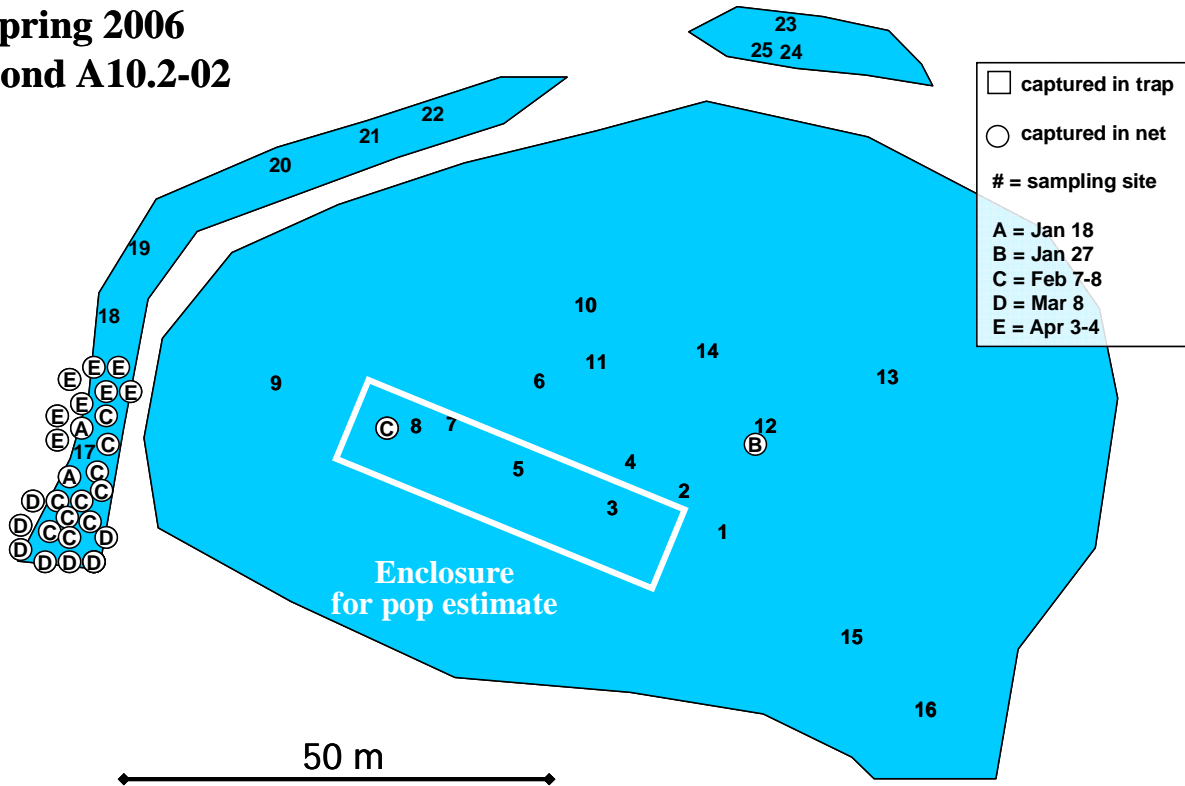 pring 2006
ond A10.2-02
23
25 24
captured in trap
captured in net
# = sampling site
A = Jan 18
B = Jan 27
C = Feb 7-8
D = Mar 8
E = Apr 3-4
22
21
20
19
18
10
14
11
13
9
6
E E
E
E E
E
E C
A
E C
17
A C
C
D C C
C
D C
C C D
D
D D D
C 8 7
12
B
5
4
2
3
1
Enclosure
for pop estimate
15
16
50 m